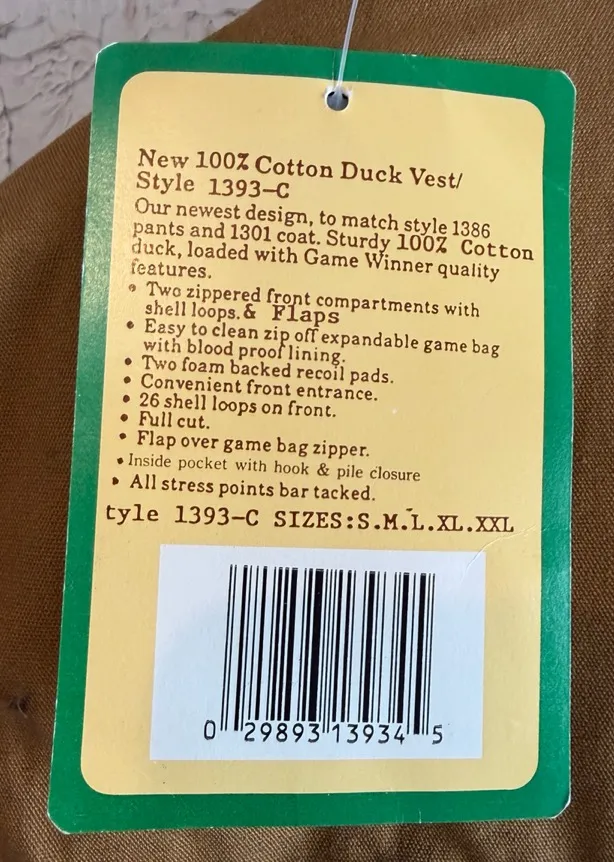 New 100% Cotton Duck Vest/
Style 1393-C
Our newest design, to match style 1386
pants and 1301 coat. Sturdy 100% Cotton
duck, loaded with Game Winner quality
features.
• Two zippered front compartments with
shell loops.& Flaps
• Easy to clean zip off expandable game bag
with blood proof lining.
• Two foam backed recoil pads.
• Convenient front entrance.
• 26 shell loops on front.
• Full cut.
• Flap over game bag zipper.
• Inside pocket with hook & pile closure
• All stress points bar tacked.
tyle 1393-C SIZES:S.M.L.XL.XXL
0 29893 13934 5